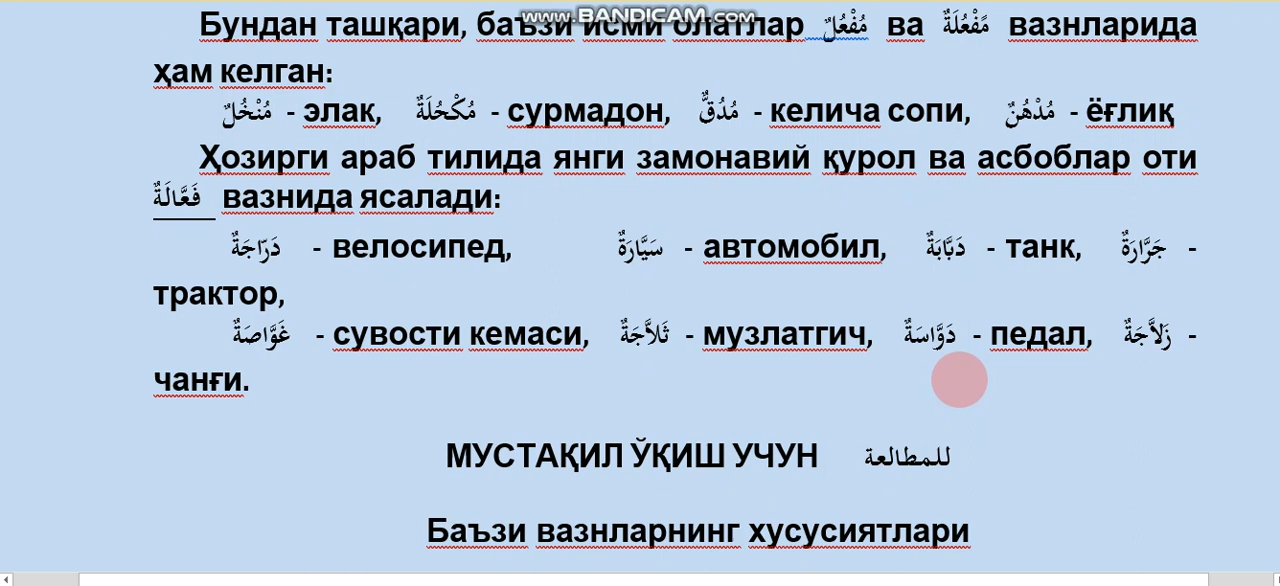 www.BANDICAM.com
Бундан ташқари, баъзи исми олатлар مُفْعُلٌ ва مُفْعُلَةٌ вазнларида
ҳам келган:
مُنْخُلٌ - элак, مُكْحُلَةٌ - сурмадон, مُدُقٌّ - келича сопи, مُدْهُنٌ - ёғлиқ
Ҳозирги араб тилида янги замонавий қурол ва асбоблар оти
فَعَّالَةٌ вазнида ясалади:
دَرّاجَةٌ - велосипед, سَيَّارَةٌ - автомобил, دَبَّابَةٌ - танк, جَرَّارَةٌ -
трактор,
غَوَّاصَةٌ - сувости кемаси, ثَلاَّجَةٌ - музлатгич, دَوَّاسَةٌ - педал, زَلاَّجَةٌ -
чанғи.
МУСТАҚИЛ ЎҚИШ УЧУН للمطالعة
Баъзи вазнларнинг хусусиятлари